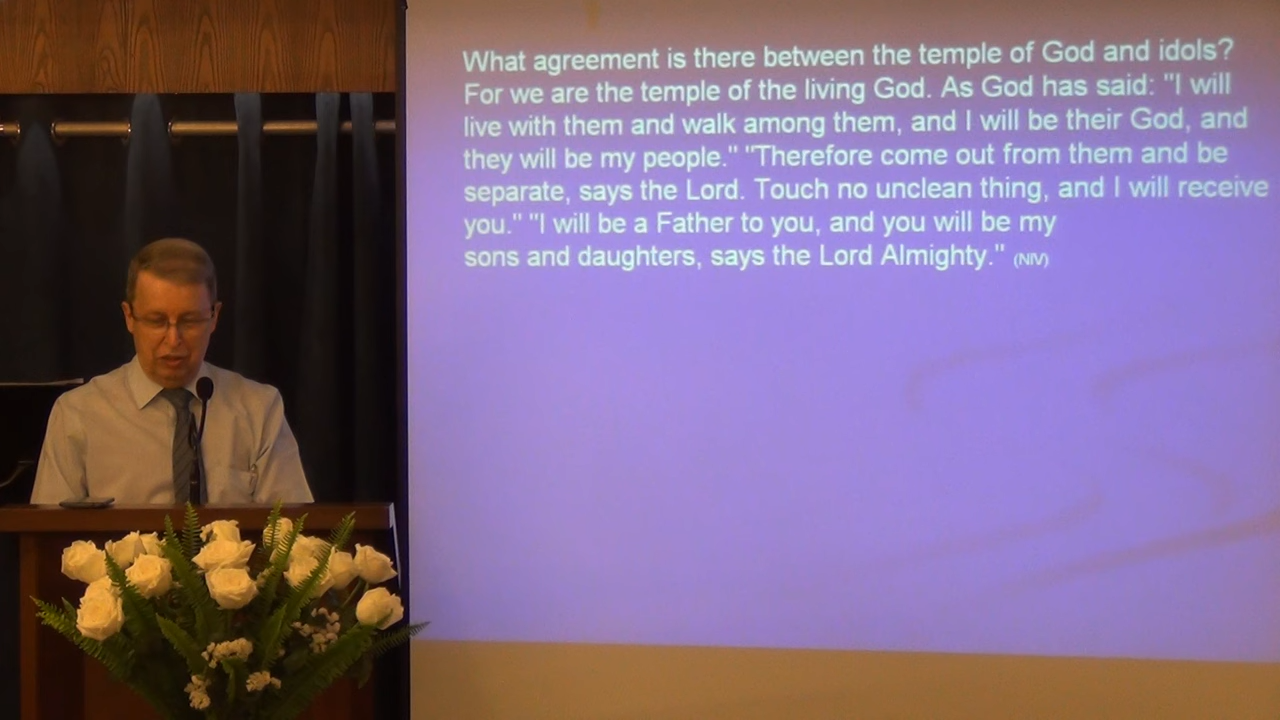 What agreement is there between the temple of God and idols?
For we are the temple of the living God. As God has said: "I will
live with them and walk among them, and I will be their God, and
they will be my people." "Therefore come out from them and be
separate, says the Lord. Touch no unclean thing, and I will receive
you." "I will be a Father to you, and you will be my
sons and daughters, says the Lord Almighty." (NIV)